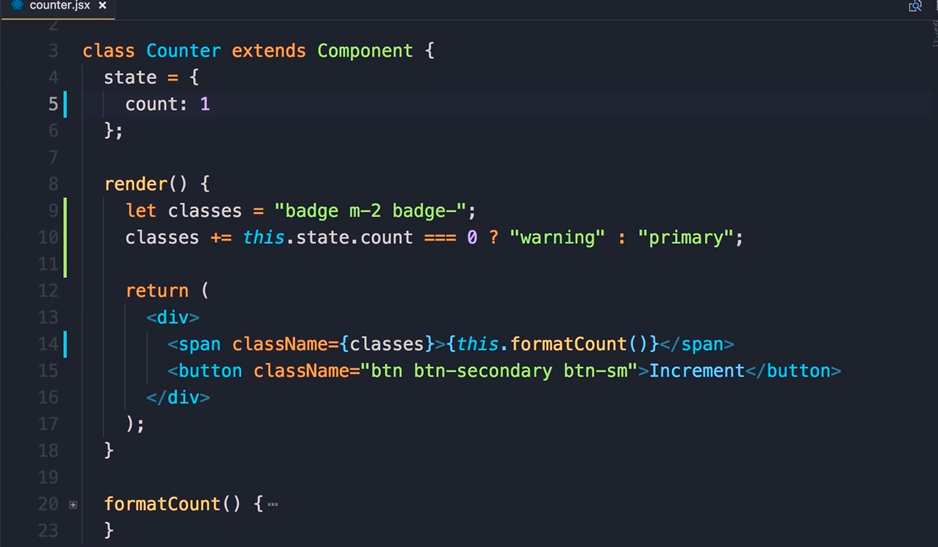 counter.jsx ×
2
3 class Counter extends Component {
4   state = {
5     count: 1
6   };
7
8   render() {
9     let classes = "badge m-2 badge-";
10     classes += this.state.count === 0 ? "warning" : "primary";
11
12     return (
13       <div>
14         <span className={classes}>{this.formatCount()}</span>
15         <button className="btn btn-secondary btn-sm">Increment</button>
16       </div>
17     );
18   }
19
20   formatCount() {⋯
23   }